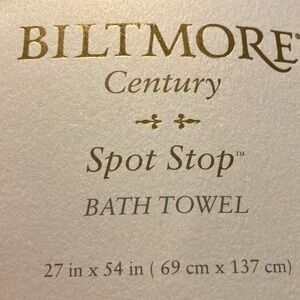 BILTMORE®
Century
Spot Stop™
BATH TOWEL
27 in x 54 in ( 69 cm x 137 cm)